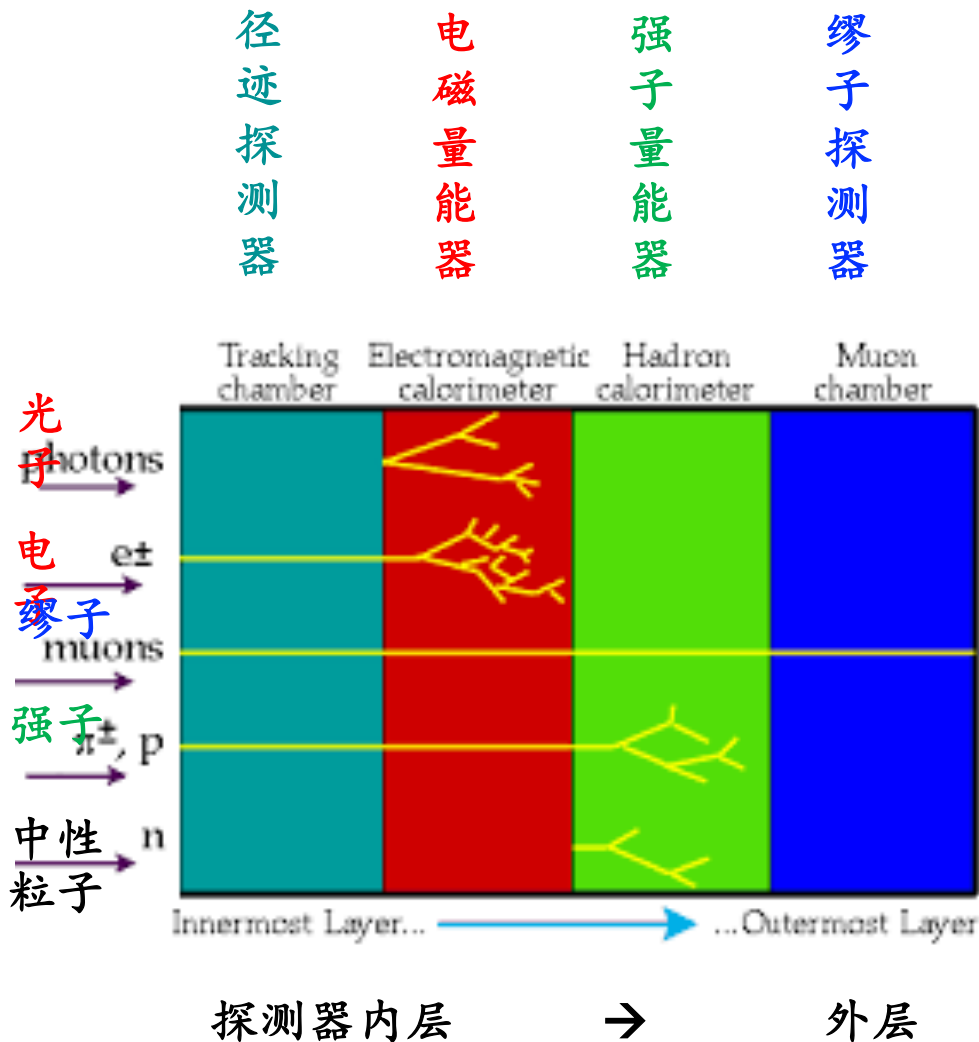 径迹探测器
电磁量能器
强子量能器
缪子探测器
Tracking chamber
Electromagnetic calorimeter
Hadron calorimeter
Muon chamber
光子
photons
电子
e±
缪子
muons
强子
π±, p
中性粒子
n
Innermost Layer...
...Outermost Layer
探测器内层 → 外层